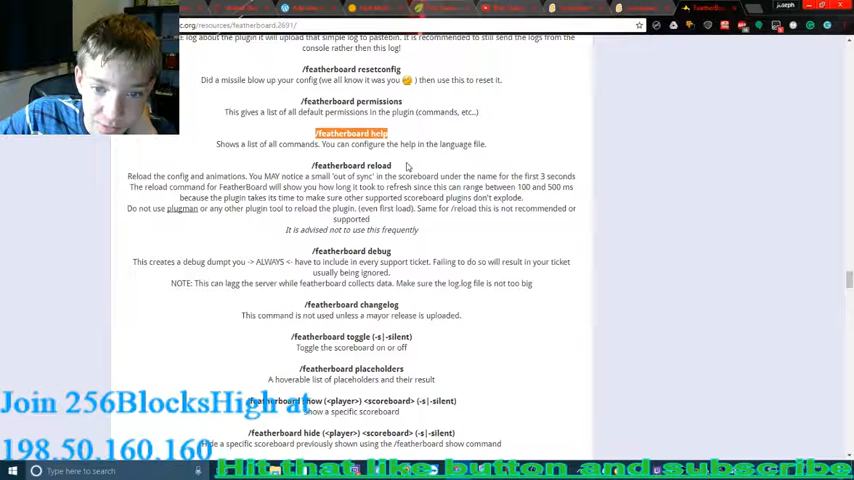 c.org/resources/featherboard.2691/
joseph
log about the plugin it will upload that simple log to pastebin. It is recommended to still send the logs from the
console rather then this log!
/featherboard resetconfig
Did a missile blow up your config (we all know it was you ) then use this to reset it.
/featherboard permissions
This gives a list of all default permissions in the plugin (commands, etc..)
/featherboard help
Shows a list of all commands. You can configure the help in the language file.
/featherboard reload
Reload the config and animations. You MAY notice a small 'out of sync' in the scoreboard under the name for the first 3 seconds
The reload command for FeatherBoard will show you how long it took to refresh since this can range between 100 and 500 ms
because the plugin takes its time to make sure other supported scoreboard plugins don't explode.
Do not use plugman or any other plugin tool to reload the plugin. (even first load). Same for /reload this is not recommended or
supported
It is advised not to use this frequently
/featherboard debug
This creates a debug dumpt you -> ALWAYS <- have to include in every support ticket. Failing to do so will result in your ticket
usually being ignored.
NOTE: This can lagg the server while featherboard collects data. Make sure the log.log file is not too big
/featherboard changelog
This command is not used unless a mayor release is uploaded.
/featherboard toggle (-s|-silent)
Toggle the scoreboard on or off
/featherboard placeholders
A hoverable list of placeholders and their result
/featherboard show (<player>) <scoreboard> (-s|-silent)
Show a specific scoreboard
/featherboard hide (<player>) <scoreboard> (-s|-silent)
Hide a specific scoreboard previously shown using the /featherboard show command
Join 256BlocksHigh at
198.50.160.160
Type here to search
Hit that like button and subscribe